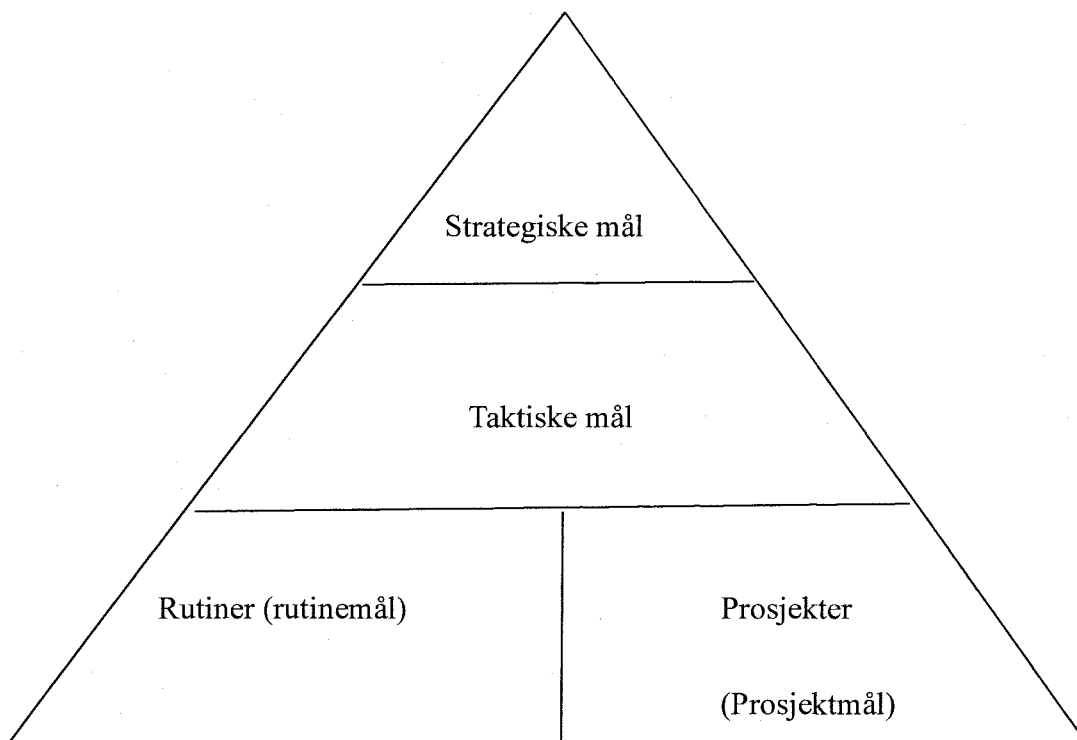 Strategiske mål
Taktiske mål
Rutiner (rutinemål)
Prosjekter
(Prosjektmål)